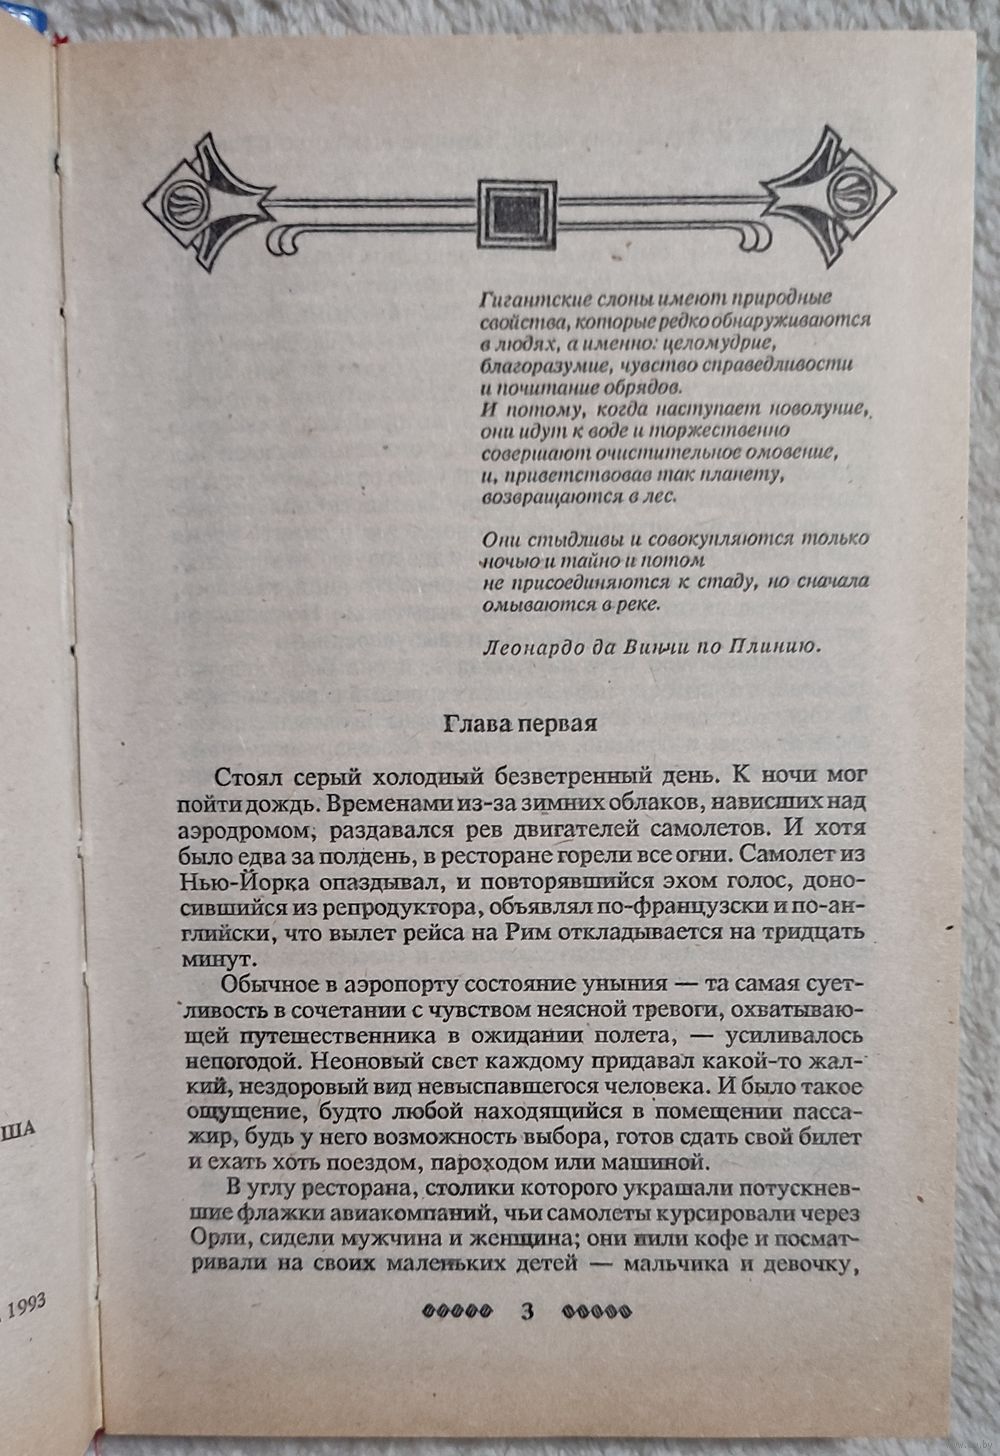 Гигантские слоны имеют природные
свойства, которые редко обнаруживаются
в людях, а именно: целомудрие,
благоразумие, чувство справедливости
и почитание обрядов.
И потому, когда наступает новолуние,
они идут к воде и торжественно
совершают очистительное омовение,
и, приветствовав так планету,
возвращаются в лес.
Они стыдливы и совокупляются только
ночью и тайно и потом
не присоединяются к стаду, но сначала
омываются в реке.
Леонардо да Винчи по Плинию.
Глава первая
Стоял серый холодный безветренный день. К ночи мог
пойти дождь. Временами из-за зимних облаков, нависших над
аэродромом, раздавался рев двигателей самолетов. И хотя
было едва за полдень, в ресторане горели все огни. Самолет из
Нью-Йорка опаздывал, и повторявшийся эхом голос, доно-
сившийся из репродуктора, объявлял по-французски и по-ан-
глийски, что вылет рейса на Рим откладывается на тридцать
минут.
Обычное в аэропорту состояние уныния — та самая сует-
ливость в сочетании с чувством неясной тревоги, охватываю-
щей путешественника в ожидании полета, — усиливалось
непогодой. Неоновый свет каждому придавал какой-то жал-
кий, нездоровый вид невыспавшегося человека. И было такое
ощущение, будто любой находящийся в помещении пасса-
жир, будь у него возможность выбора, готов сдать свой билет
и ехать хоть поездом, пароходом или машиной.
В углу ресторана, столики которого украшали потускнев-
шие флажки авиакомпаний, чьи самолеты курсировали через
Орли, сидели мужчина и женщина; они пили кофе и посмат-
ривали на своих маленьких детей — мальчика и девочку,
3
ША
1993